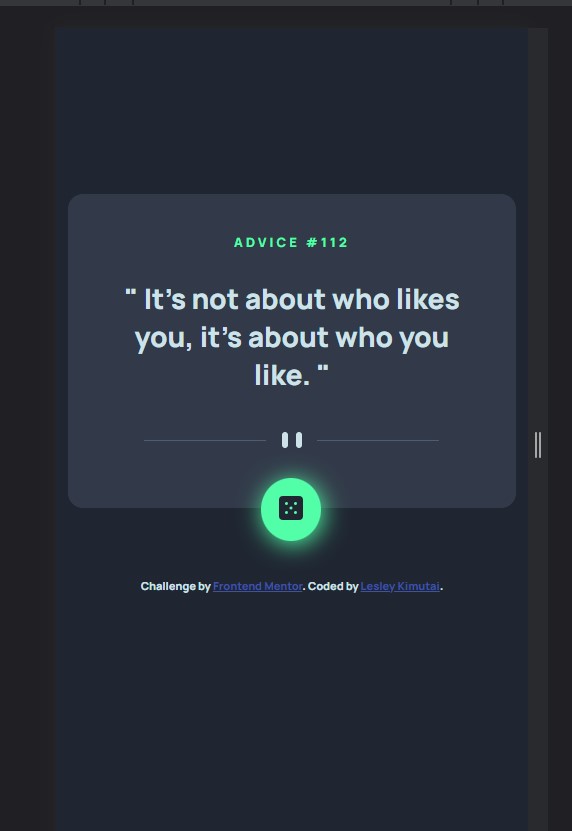 ADVICE #112
" It’s not about who likes
you, it’s about who you
like. "
Challenge by Frontend Mentor. Coded by Lesley Kimutai.